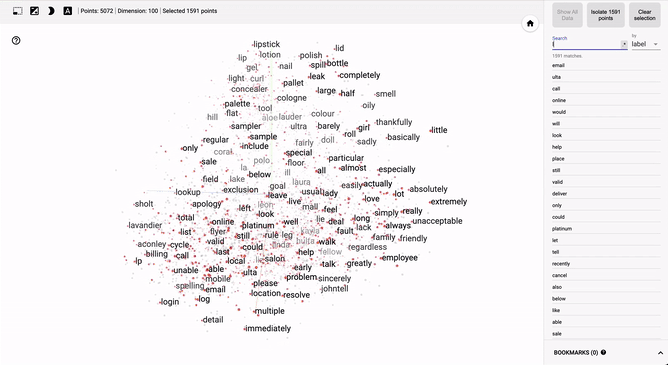 Points: 5072 | Dimension: 100 | Selected 1591 points
Show All Data
Isolate 1591 points
Clear selection
Search
l
by
label
1591 matches
email
ulta
call
online
would
will
look
help
place
still
valid
deliver
only
could
platinum
let
tell
recently
cancel
also
below
like
able
sale
BOOKMARKS (0)
lipstick
lid
lip
lotion
polish
gel
nail
spill
bottle
light
curl
leak
completely
concealer
pallet
large
half
smell
palette
cologne
oily
tool
flat
hill
aloe
lauder
colour
thankfully
sampler
ultra
barely
girl
roll
little
regular
sample
fairly
doll
sadly
basically
only
include
coral
special
sale
polo
floor
particular
la
almost
field
lake
below
ill
all
especially
laura
lookup
exclusion
goal
usual
lady
easily
actually
absolutely
leave
love
lot
sholt
apology
live
extremely
left
leon
mall
feel
simply
really
total
look
lie
long
unacceptable
lavandier
online
platinum
well
deal
always
list
flyer
still
rule
leg
kayla
fault
lack
family
friendly
aconley
cycle
valid
could
linda
walk
regardless
billing
call
last
help
fellow
lp
local
salon
employee
unable
able
ulta
early
talk
greatly
mobile
problem
sincerely
spelling
email
please
johntell
login
log
location
resolve
multiple
detail
immediately